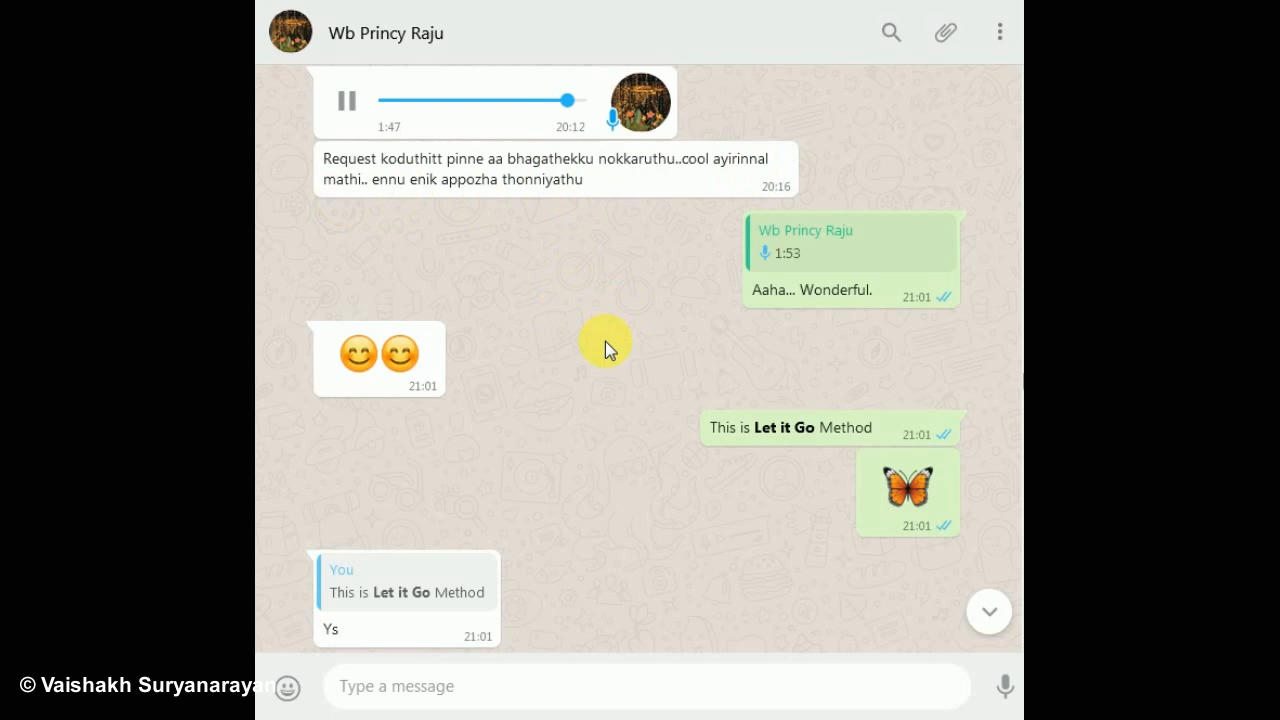 Wb Princy Raju
1:47
20:12
Request koduthitt pinne aa bhagathekku nokkaruthu..cool ayirinnal
mathi.. ennu enik appozha thonniyathu
20:16
Wb Princy Raju
1:53
Aaha... Wonderful.
21:01
21:01
This is Let it Go Method
21:01
21:01
You
This is Let it Go Method
Ys
21:01
Type a message
© Vaishakh Suryanarayan